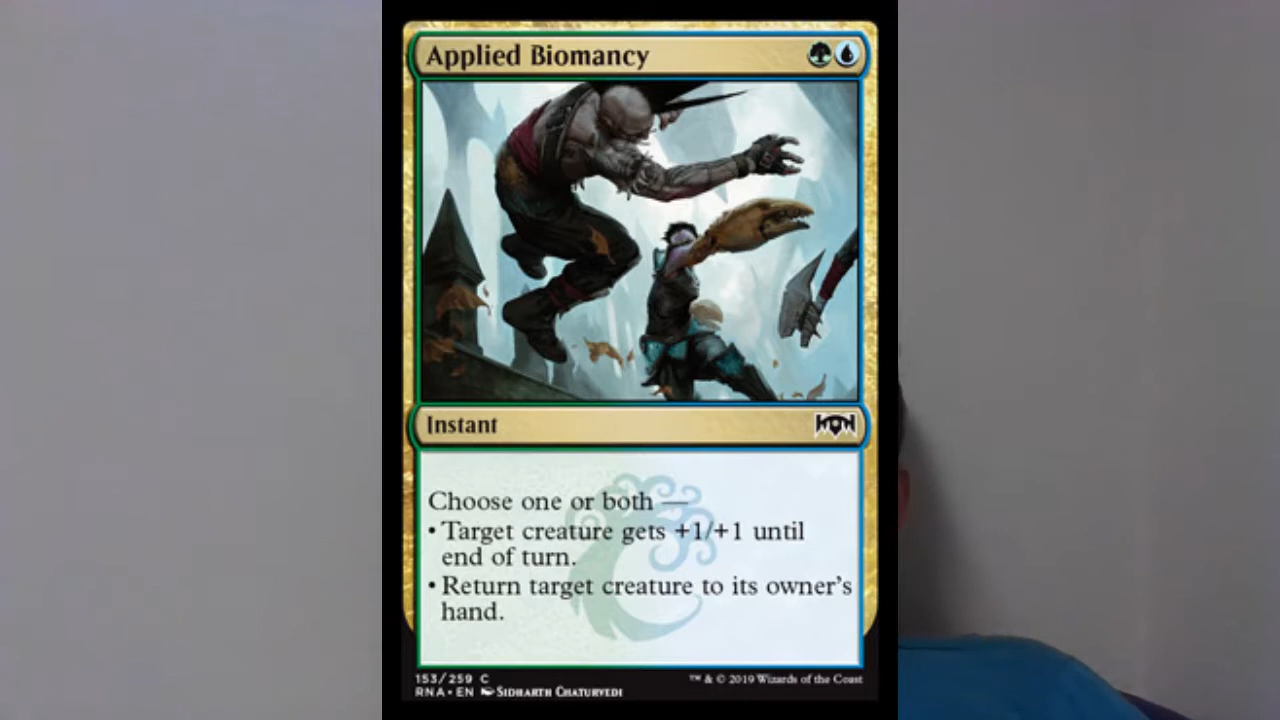 Applied Biomancy
Instant
Choose one or both —
• Target creature gets +1/+1 until
end of turn.
• Return target creature to its owner's
hand.
153/259 C
RNA • EN Sidharth Chaturvedi
™ & © 2019 Wizards of the Coast